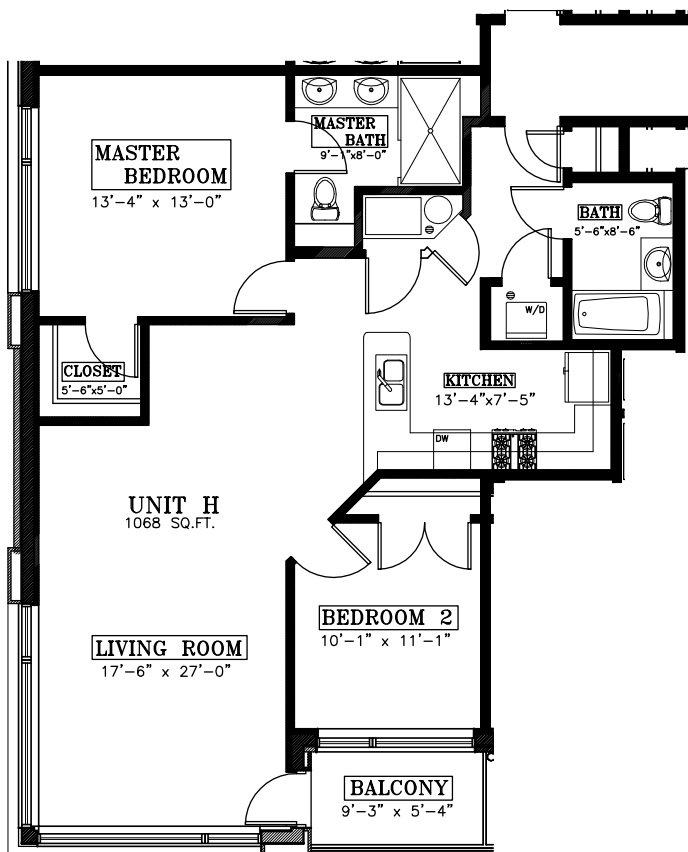 MASTER
BATH
9'-1"x8'-0"
MASTER
BEDROOM
13'-4" x 13'-0"
BATH
5'-6"x8'-6"
W/D
CLOSET
5'-6"x5'-0"
KITCHEN
13'-4"x7'-5"
DW
UNIT H
1068 SQ.FT.
BEDROOM 2
10'-1" x 11'-1"
LIVING ROOM
17'-6" x 27'-0"
BALCONY
9'-3" x 5'-4"